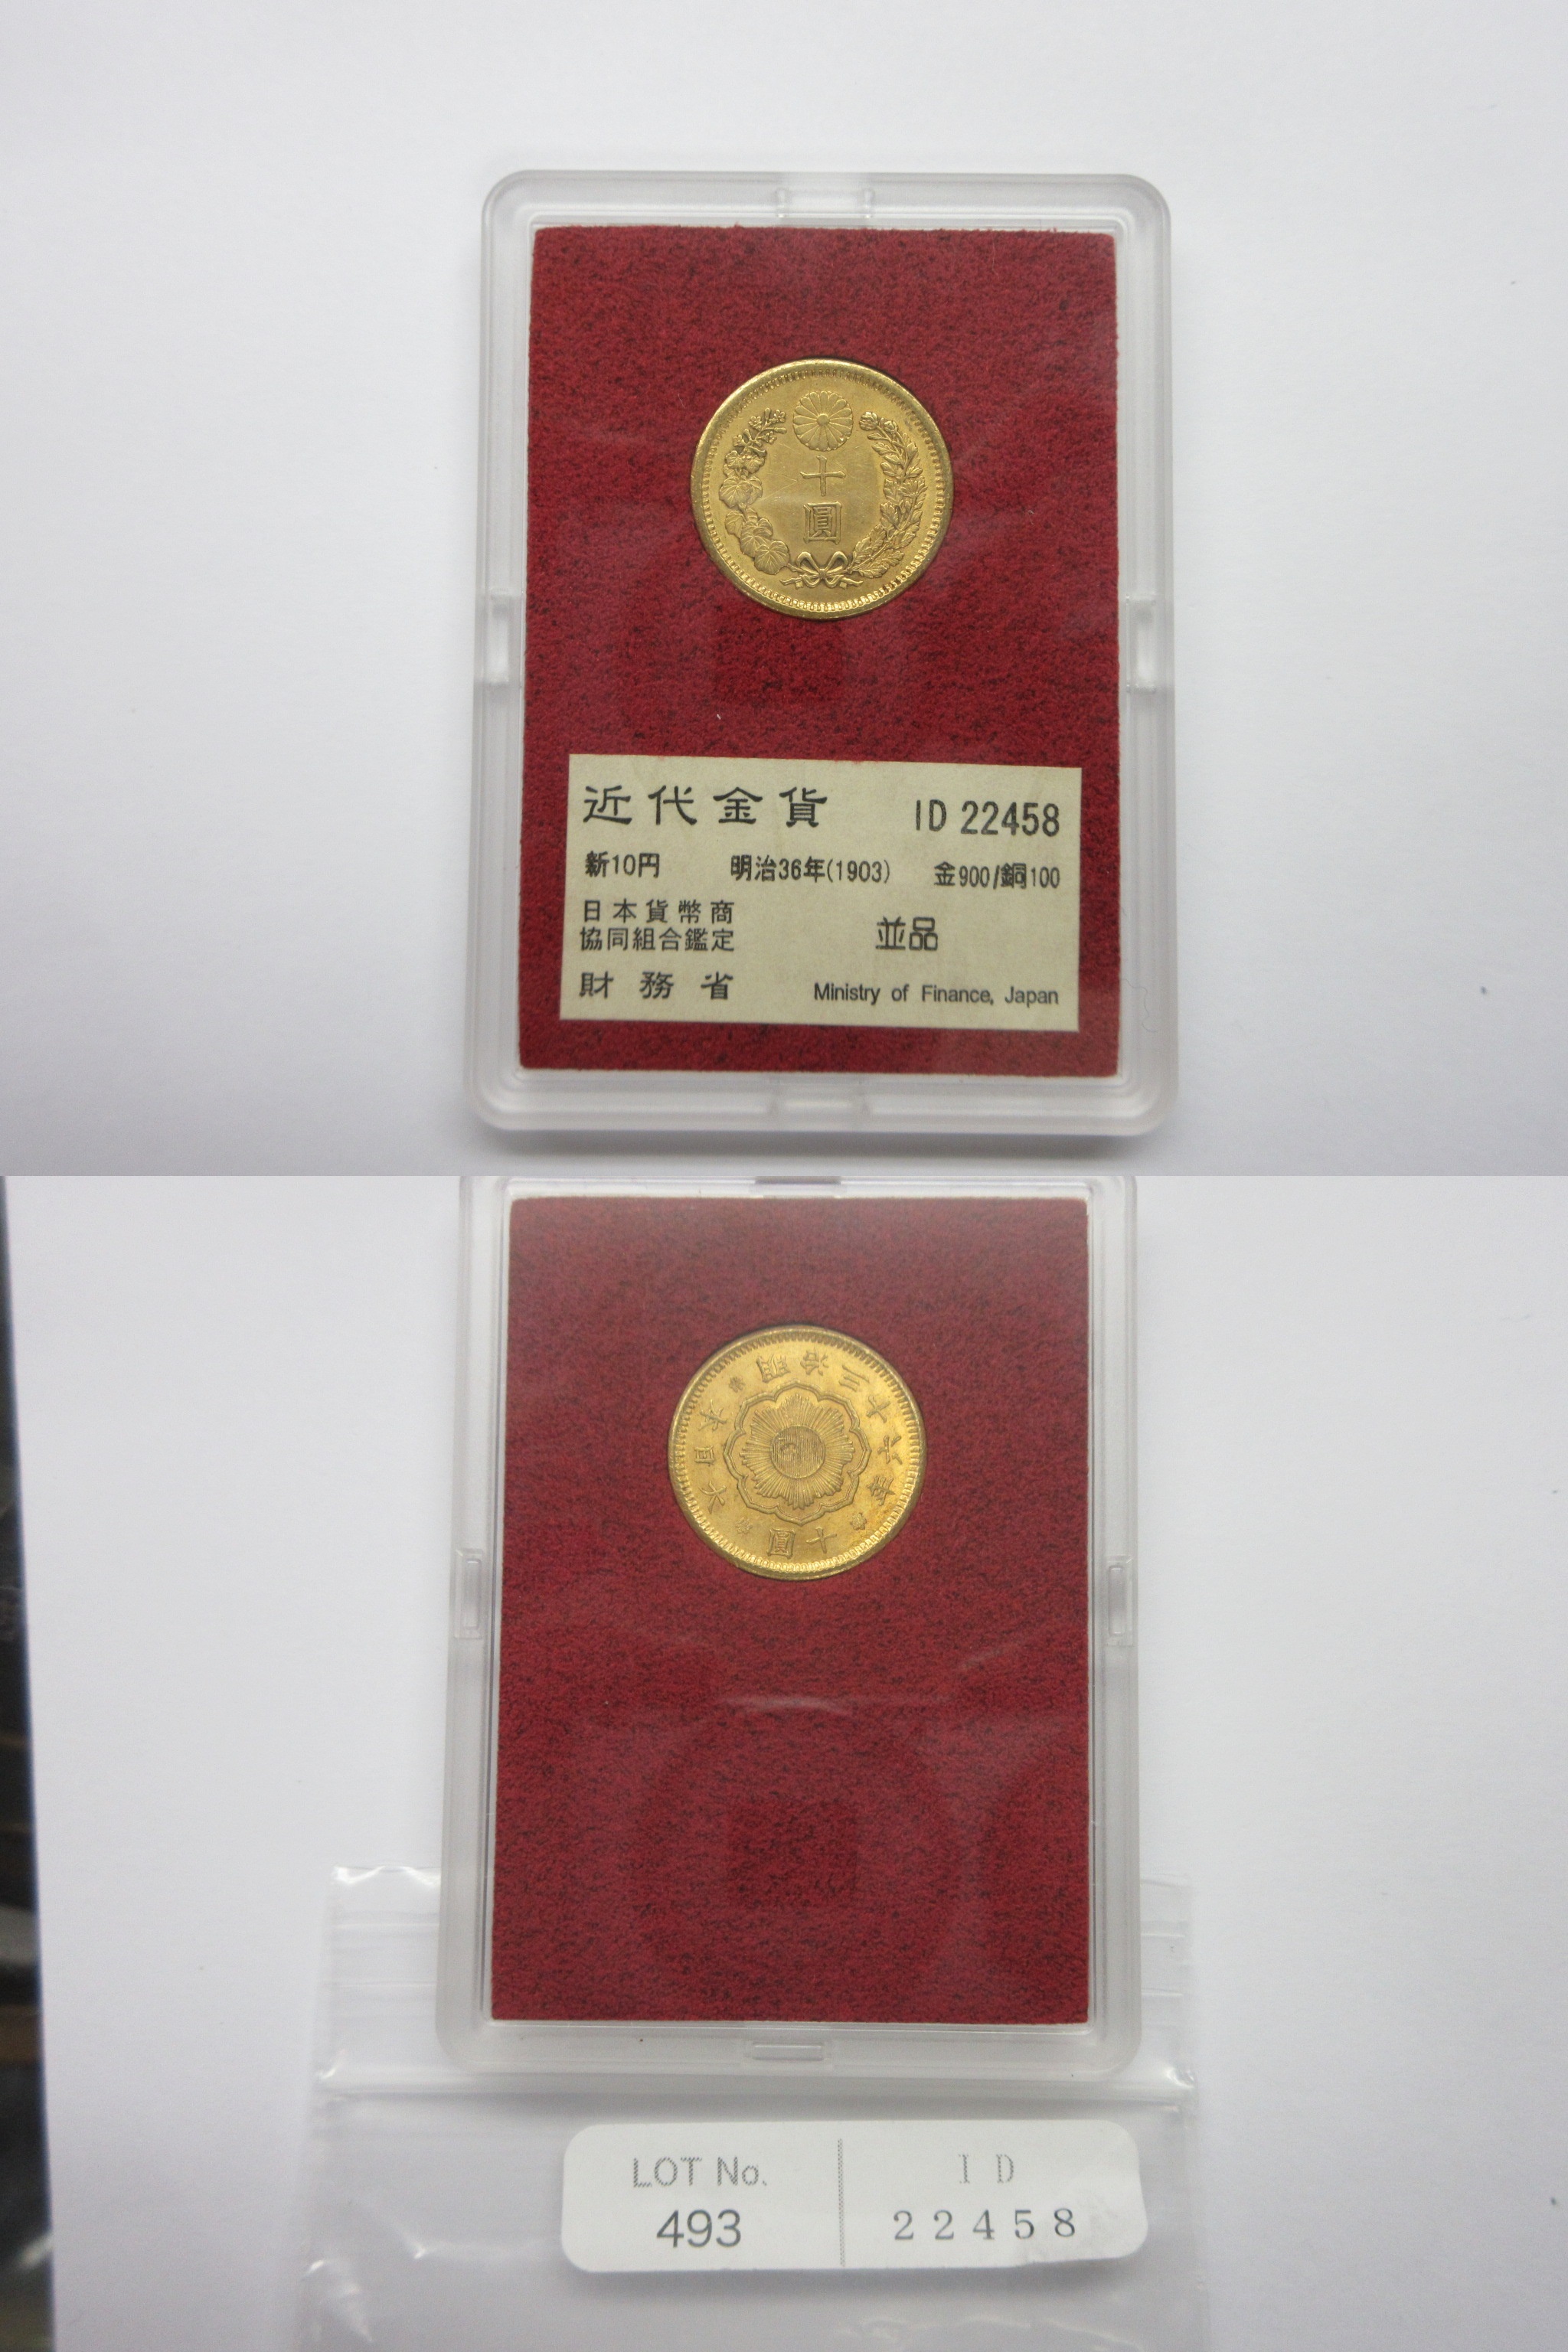 十
圓
近代金貨 ID 22458
新10円 明治36年(1903) 金900/銅100
日本貨幣商
協同組合鑑定 並品
財務省 Ministry of Finance, Japan
大日本
明治三十六年
十圓
LOT No. ID
493 22458